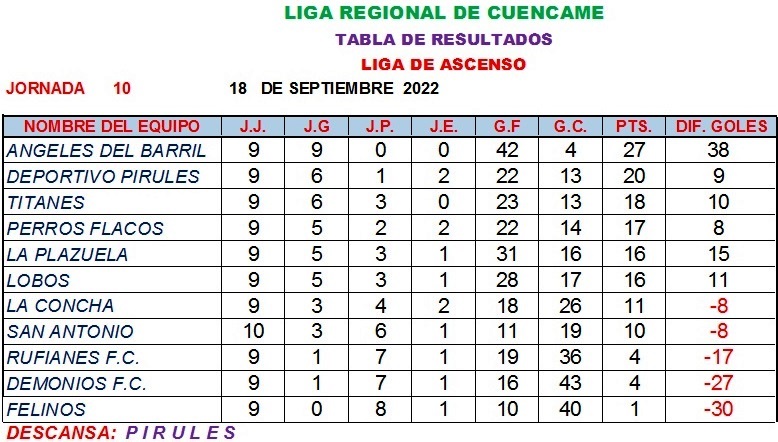 LIGA REGIONAL DE CUENCAME
TABLA DE RESULTADOS
LIGA DE ASCENSO
JORNADA 10 18 DE SEPTIEMBRE 2022
NOMBRE DEL EQUIPO J.J. J.G J.P. J.E. G.F G.C. PTS. DIF. GOLES
ANGELES DEL BARRIL 9 9 0 0 42 4 27 38
DEPORTIVO PIRULES 9 6 1 2 22 13 20 9
TITANES 9 6 3 0 23 13 18 10
PERROS FLACOS 9 5 2 2 22 14 17 8
LA PLAZUELA 9 5 3 1 31 16 16 15
LOBOS 9 5 3 1 28 17 16 11
LA CONCHA 9 3 4 2 18 26 11 -8
SAN ANTONIO 10 3 6 1 11 19 10 -8
RUFIANES F.C. 9 1 7 1 19 36 4 -17
DEMONIOS F.C. 9 1 7 1 16 43 4 -27
FELINOS 9 0 8 1 10 40 1 -30
DESCANSA: P I R U L E S